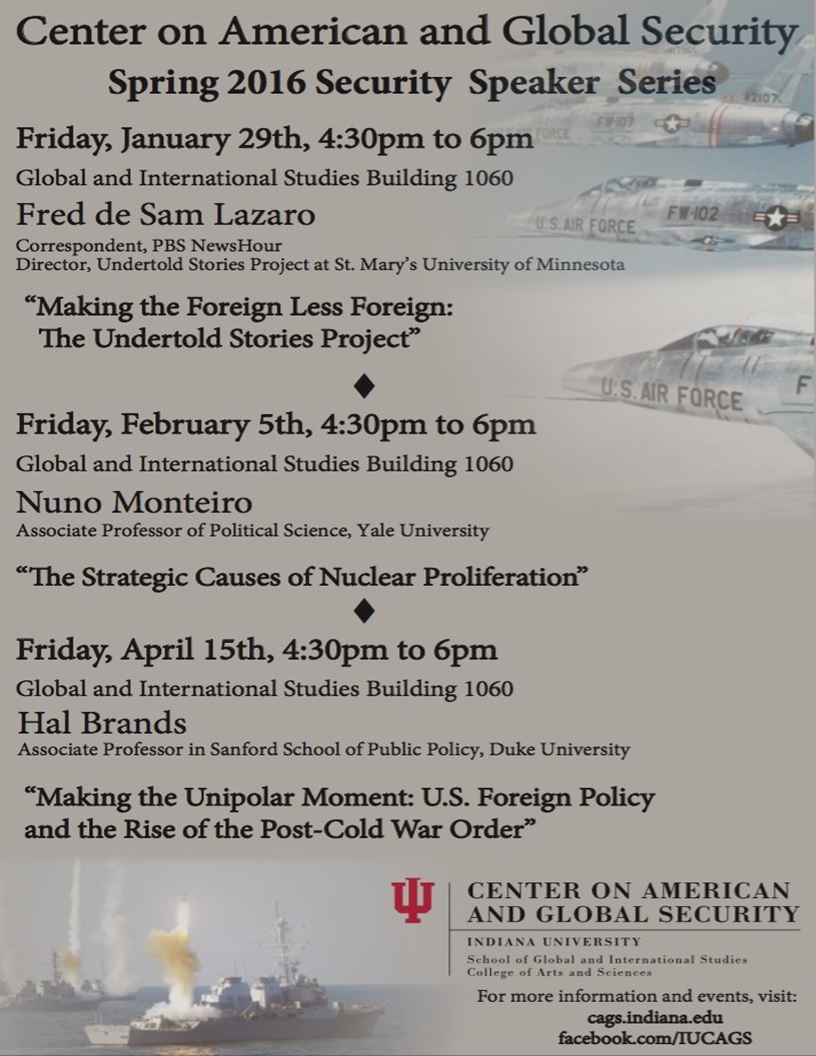 Center on American and Global Security
Spring 2016 Security Speaker Series
42107
FW-107
FORCE
Friday, January 29th, 4:30pm to 6pm
Global and International Studies Building 1060
FW-102
U.S. AIR FORCE
Fred de Sam Lazaro
Correspondent, PBS NewsHour
Director, Undertold Stories Project at St. Mary’s University of Minnesota
“Making the Foreign Less Foreign:
The Undertold Stories Project”
U.S. AIR FORCE F
Friday, February 5th, 4:30pm to 6pm
Global and International Studies Building 1060
Nuno Monteiro
Associate Professor of Political Science, Yale University
“The Strategic Causes of Nuclear Proliferation”
Friday, April 15th, 4:30pm to 6pm
Global and International Studies Building 1060
Hal Brands
Associate Professor in Sanford School of Public Policy, Duke University
“Making the Unipolar Moment: U.S. Foreign Policy
and the Rise of the Post-Cold War Order”
CENTER ON AMERICAN
AND GLOBAL SECURITY
INDIANA UNIVERSITY
School of Global and International Studies
College of Arts and Sciences
For more information and events, visit:
cags.indiana.edu
facebook.com/IUCAGS